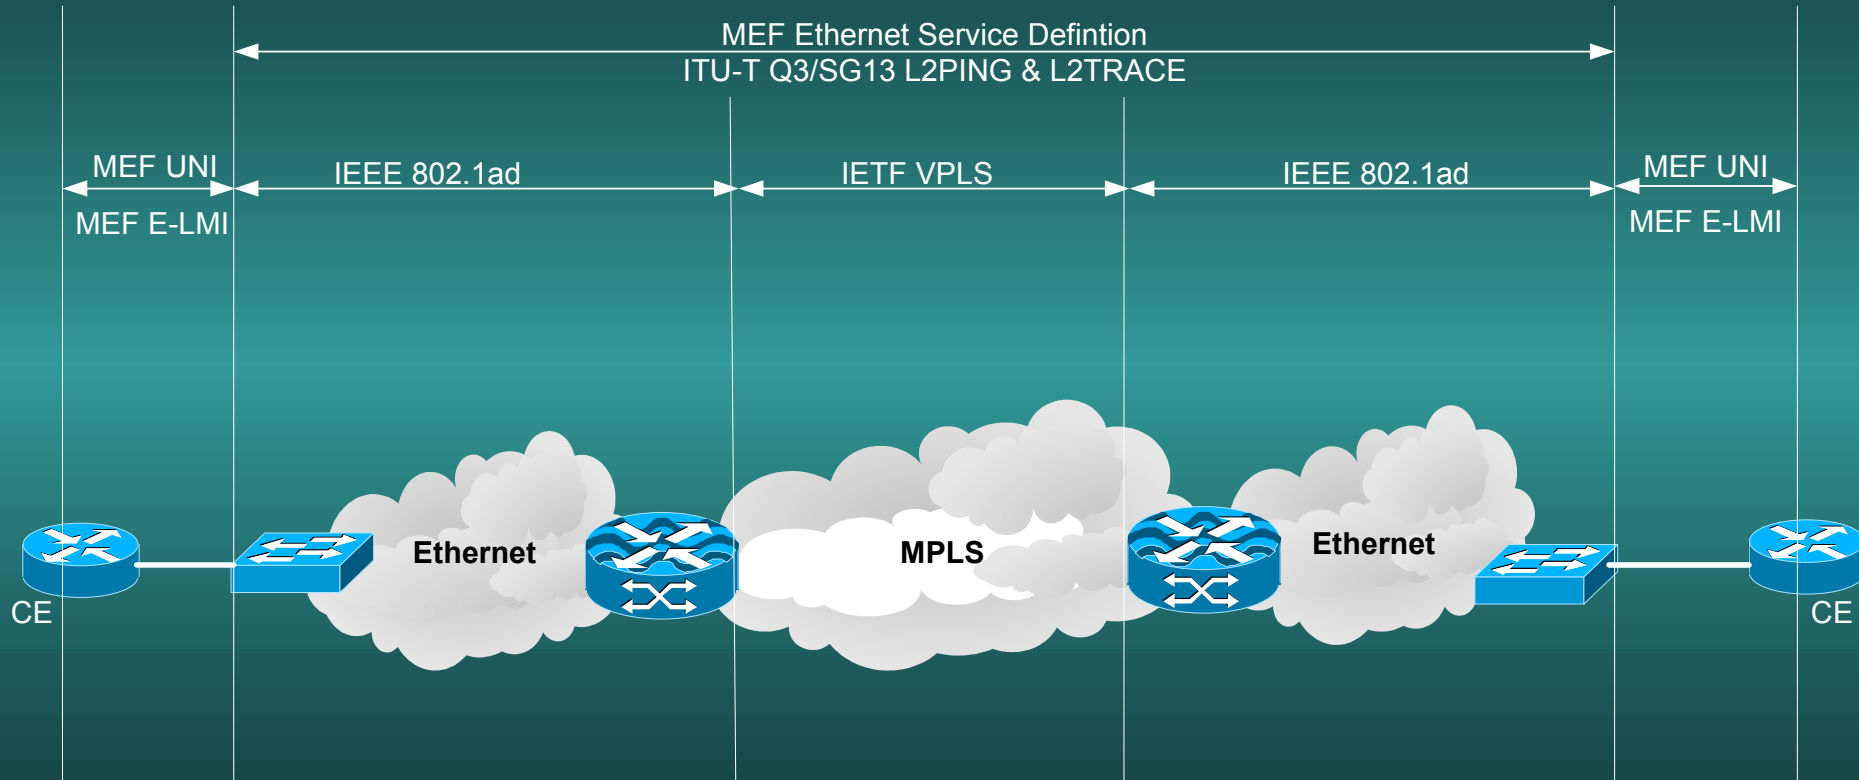 MEF Ethernet Service Defintion
ITU-T Q3/SG13 L2PING & L2TRACE
MEF UNI
IEEE 802.1ad
IETF VPLS
IEEE 802.1ad
MEF UNI
MEF E-LMI
MEF E-LMI
Ethernet
MPLS
Ethernet
CE
CE